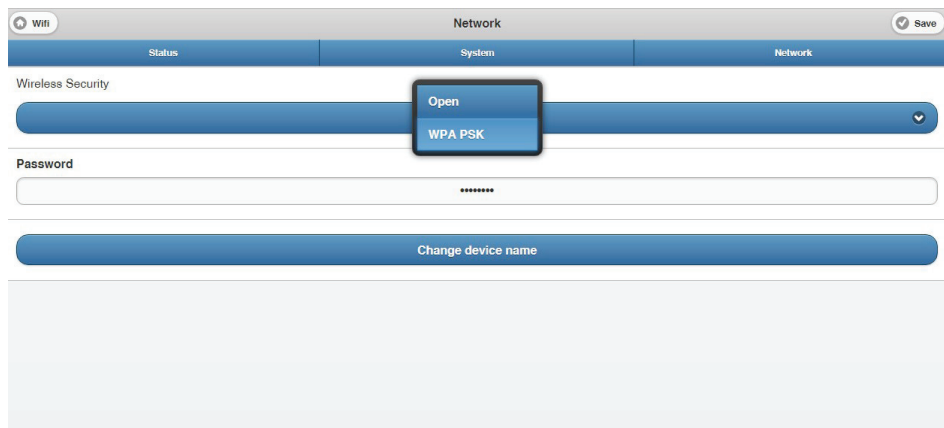 Wifi Network Save
Status System Network
Wireless Security
Open
WPA PSK
Password
••••••••
Change device name